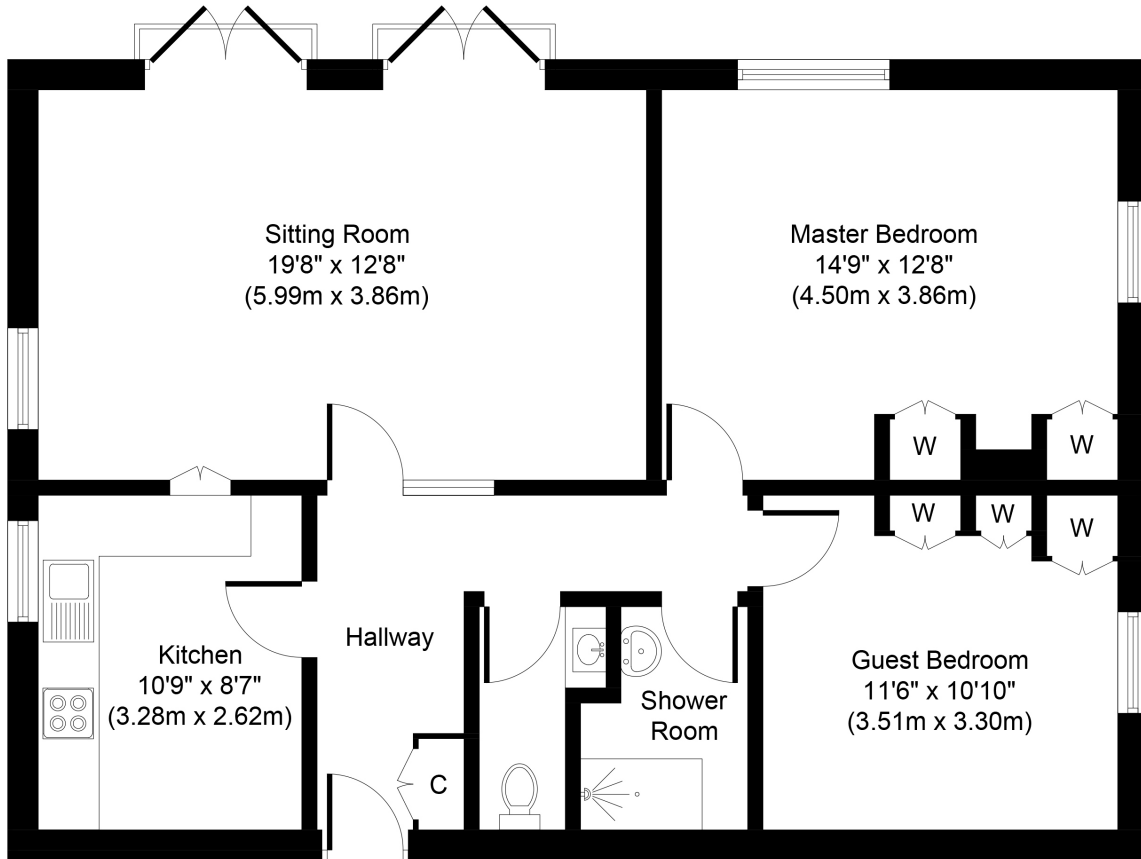 Sitting Room
19'8" x 12'8"
(5.99m x 3.86m)
Master Bedroom
14'9" x 12'8"
(4.50m x 3.86m)
W
W
W
W
W
Hallway
Kitchen
10'9" x 8'7"
(3.28m x 2.62m)
Shower
Room
Guest Bedroom
11'6" x 10'10"
(3.51m x 3.30m)
C